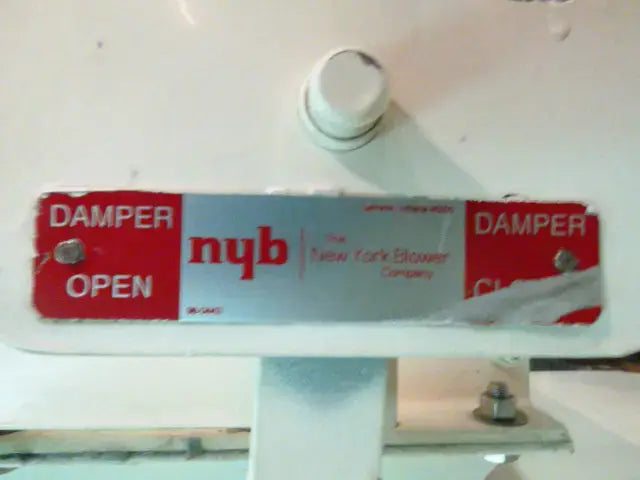 DAMPER
OPEN
nyb
The
New York Blower
Company
DAMPER